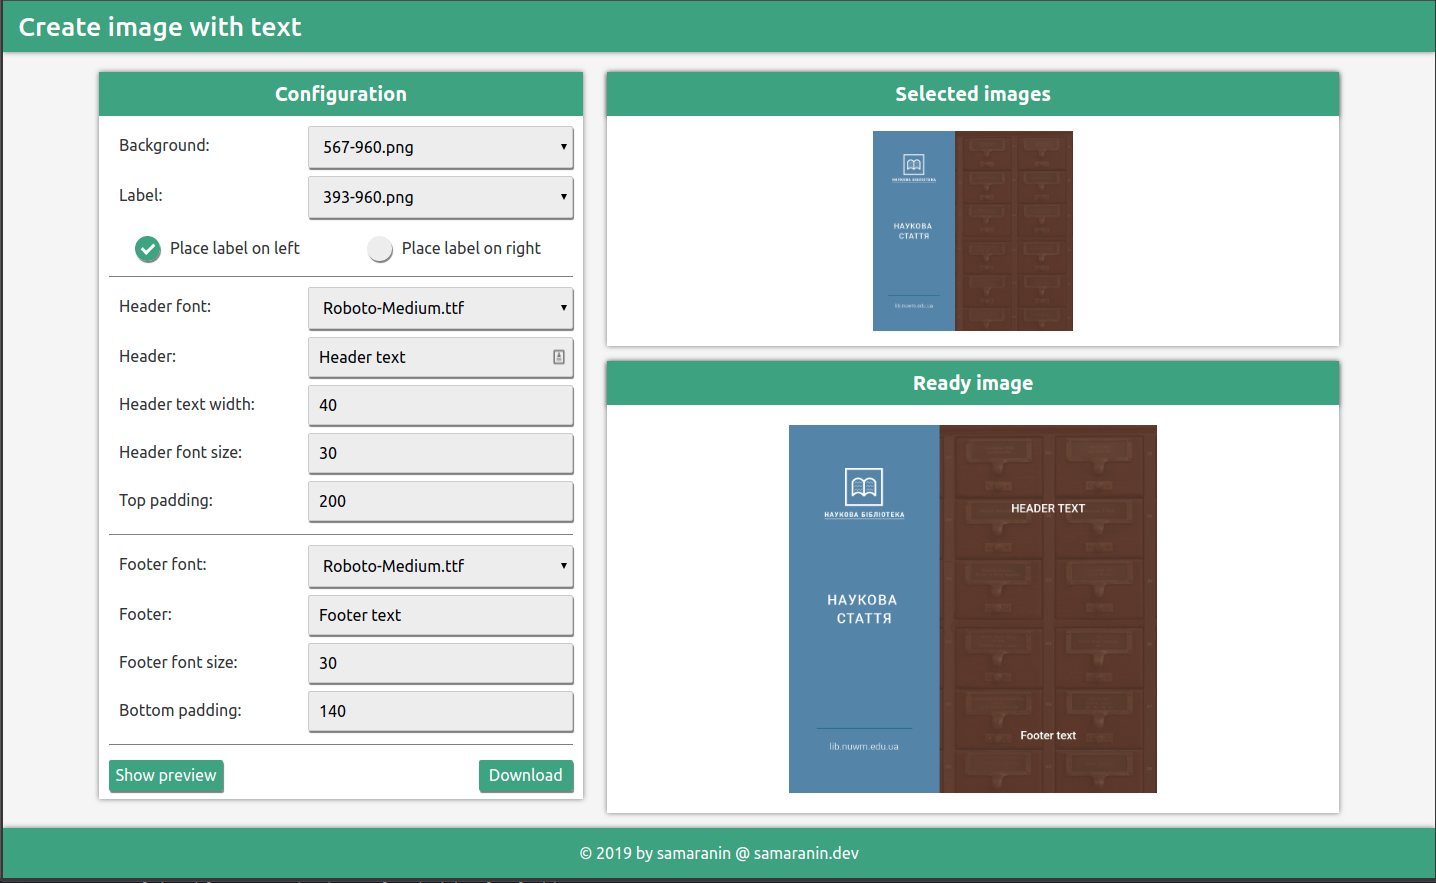 Create image with text
Configuration
Background:
567-960.png
Label:
393-960.png
Place label on left
Place label on right
Header font:
Roboto-Medium.ttf
Header:
Header text
Header text width:
40
Header font size:
30
Top padding:
200
Footer font:
Roboto-Medium.ttf
Footer:
Footer text
Footer font size:
30
Bottom padding:
140
Show preview
Download
Selected images
НАУКОВА БІБЛІОТЕКА
НАУКОВА
СТАТТЯ
lib.nuwm.edu.ua
Ready image
НАУКОВА БІБЛІОТЕКА
НАУКОВА
СТАТТЯ
lib.nuwm.edu.ua
HEADER TEXT
Footer text
© 2019 by samaranin @ samaranin.dev